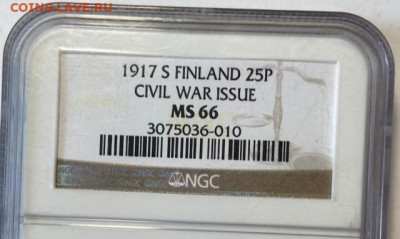 COINS-LAVE.RU
1917 S FINLAND 25P
CIVIL WAR ISSUE
MS 66
3075036-010
NGC